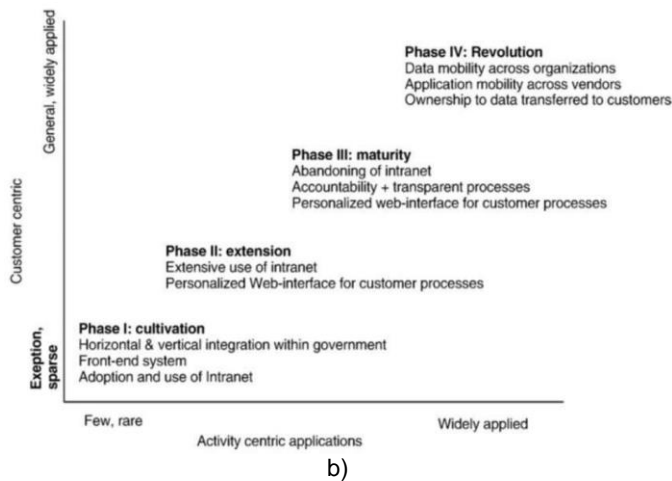 General, widely applied
Customer centric
Exeption,
sparse
Phase IV: Revolution
Data mobility across organizations
Application mobility across vendors
Ownership to data transferred to customers
Phase III: maturity
Abandoning of intranet
Accountability + transparent processes
Personalized web-interface for customer processes
Phase II: extension
Extensive use of intranet
Personalized Web-interface for customer processes
Phase I: cultivation
Horizontal & vertical integration within government
Front-end system
Adoption and use of Intranet
Few, rare
Widely applied
Activity centric applications
b)